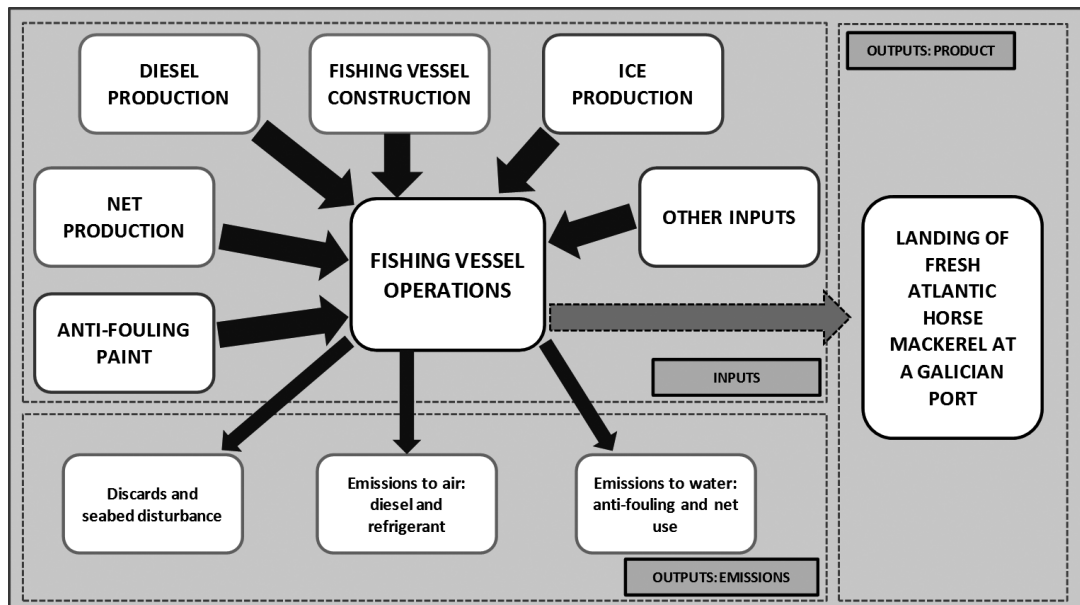 DIESEL
PRODUCTION
FISHING VESSEL
CONSTRUCTION
ICE
PRODUCTION
OUTPUTS: PRODUCT
NET
PRODUCTION
OTHER INPUTS
FISHING VESSEL
OPERATIONS
ANTI-FOULING
PAINT
LANDING OF
FRESH
ATLANTIC
HORSE
MACKEREL AT
A GALICIAN
PORT
INPUTS
Discards and
seabed disturbance
Emissions to air:
diesel and
refrigerant
Emissions to water:
anti-fouling and net
use
OUTPUTS: EMISSIONS